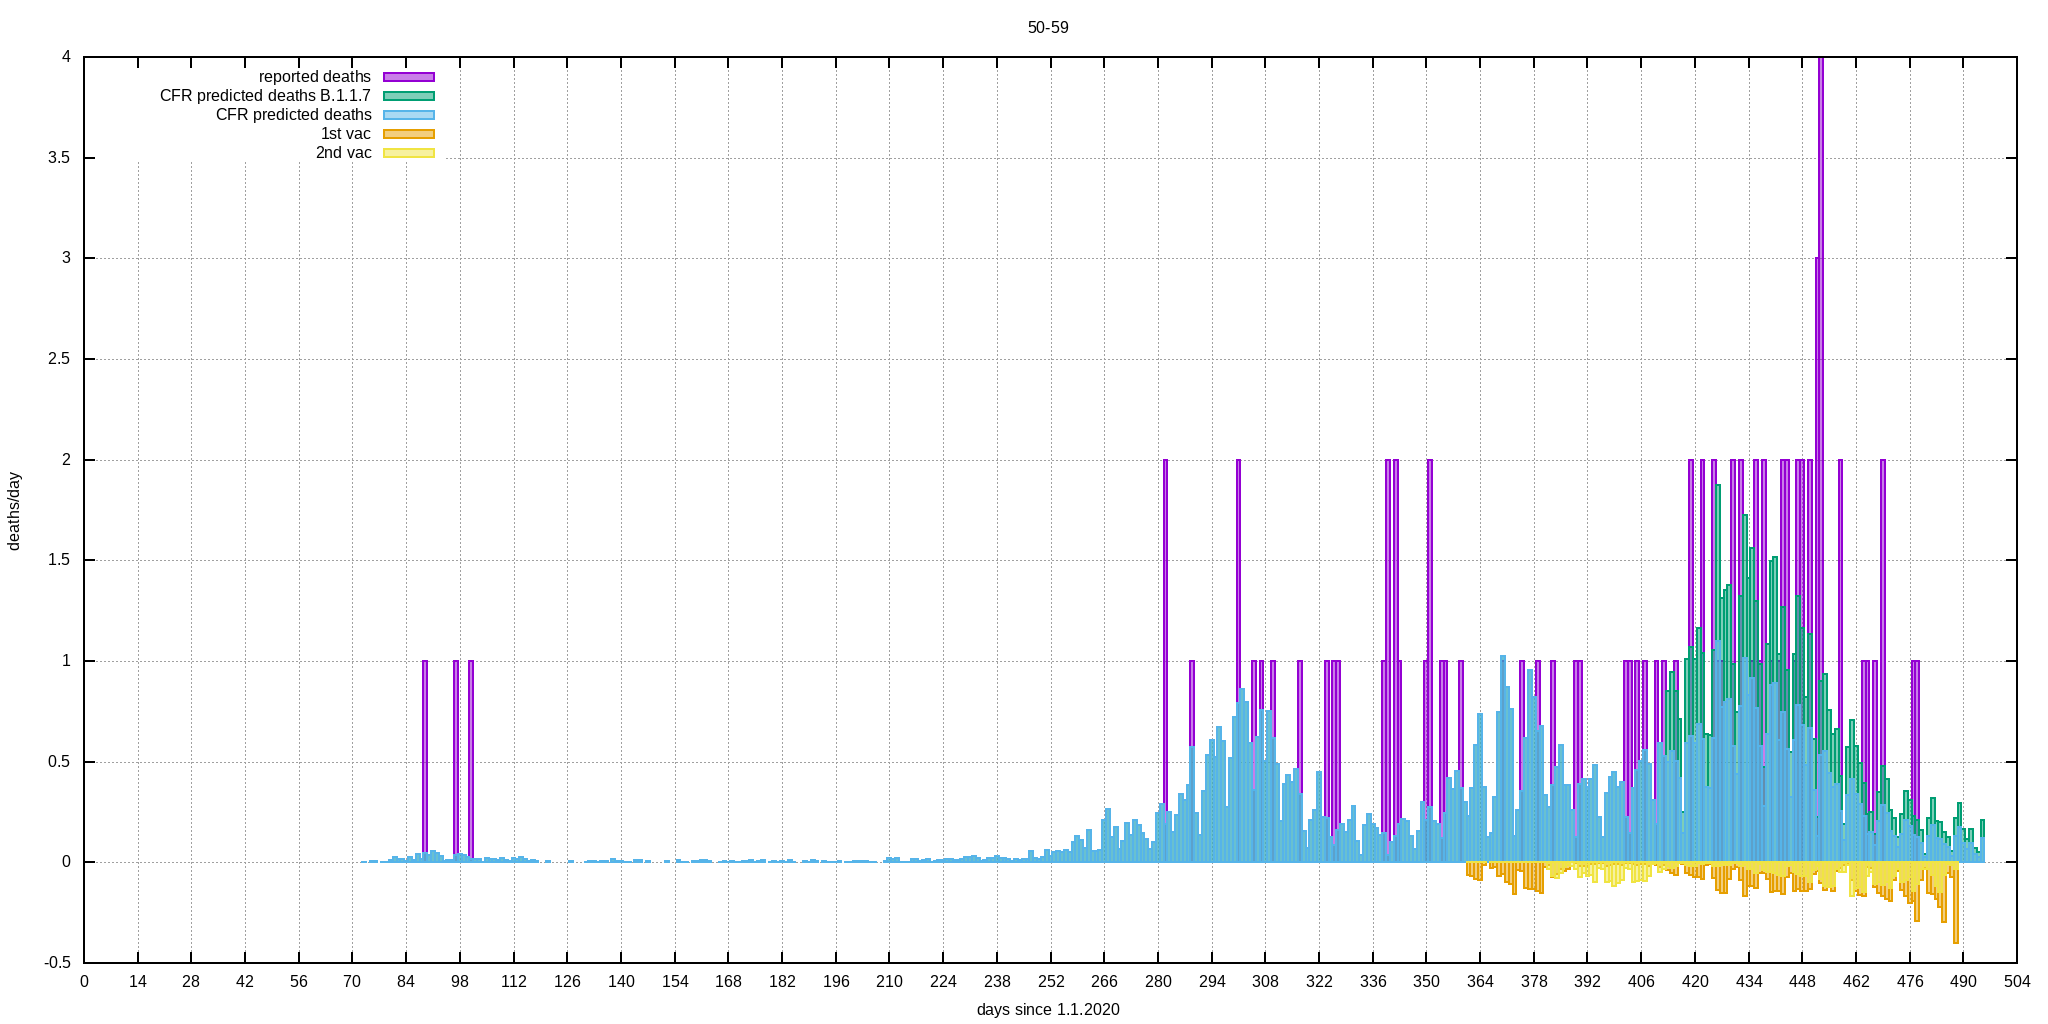 50-59
4
reported deaths
CFR predicted deaths B.1.1.7
CFR predicted deaths
1st vac
2nd vac
3.5
3
2.5
2
1.5
1
0.5
0
-0.5
deaths/day
0 14 28 42 56 70 84 98 112 126 140 154 168 182 196 210 224 238 252 266 280 294 308 322 336 350 364 378 392 406 420 434 448 462 476 490 504
days since 1.1.2020